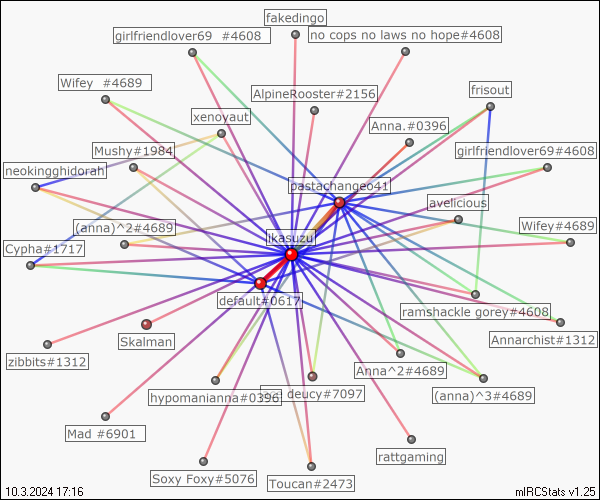 fakedingo
girlfriendlover69 #4608
no cops no laws no hope#4608
Wifey #4689
AlpineRooster#2156
frisout
xenoyaut
Anna.#0396
Mushy#1984
girlfriendlover69#4608
neokingghidorah
pastachangeo41
avelicious
(anna)^2#4689
Wifey#4689
Ikasuzu
Cypha#1717
default#0617
ramshackle gorey#4608
Skalman
Annarchist#1312
zibbits#1312
Anna^2#4689
hypomanianna#0396
deucy#7097
(anna)^3#4689
Mad #6901
rattgaming
Soxy Foxy#5076
Toucan#2473
10.3.2024 17:16
mIRCStats v1.25